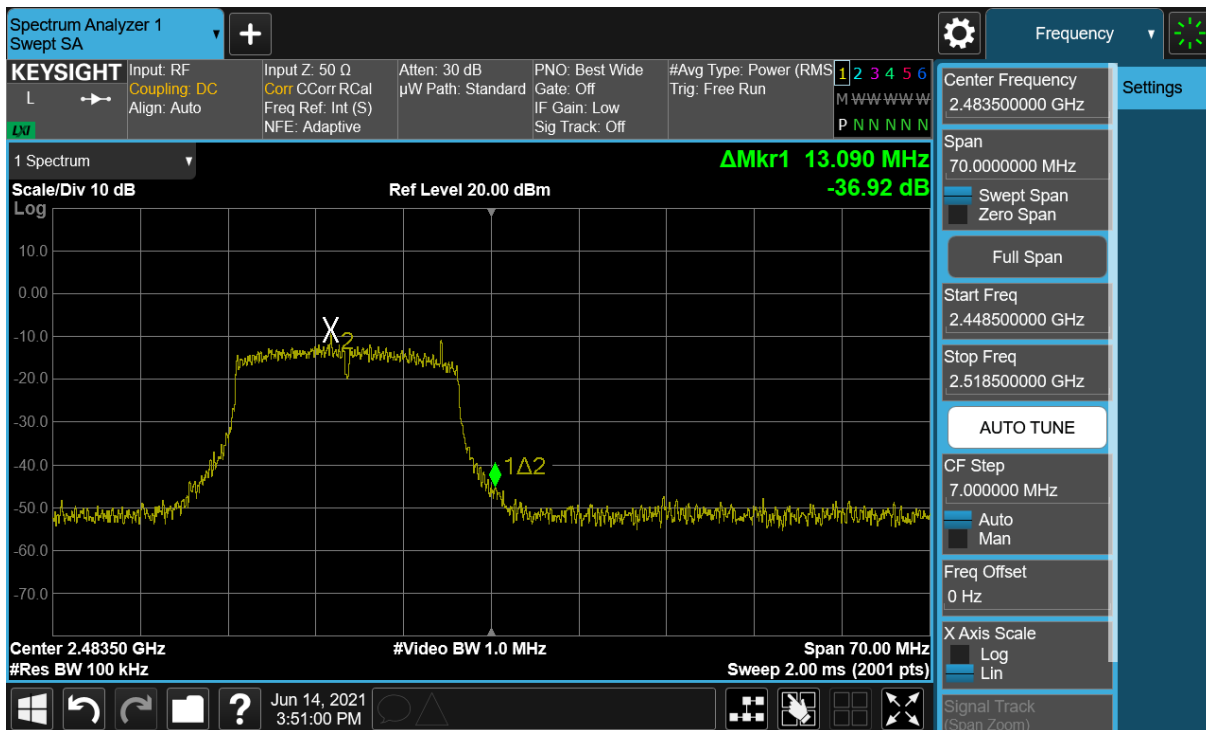 Spectrum Analyzer 1
Swept SA
+
Frequency
KEYSIGHT
L
LXI
Input: RF
Coupling: DC
Align: Auto
Input Z: 50 Ω
Corr CCorr RCal
Freq Ref: Int (S)
NFE: Adaptive
Atten: 30 dB
µW Path: Standard
PNO: Best Wide
Gate: Off
IF Gain: Low
Sig Track: Off
#Avg Type: Power (RMS
Trig: Free Run
1 2 3 4 5 6
M W W W W W
P N N N N N
1 Spectrum
ΔMkr1 13.090 MHz
-36.92 dB
Scale/Div 10 dB
Ref Level 20.00 dBm
Log
10.0
0.00
-10.0
-20.0
-30.0
-40.0
-50.0
-60.0
-70.0
X2
1Δ2
Center 2.48350 GHz
#Video BW 1.0 MHz
Span 70.00 MHz
#Res BW 100 kHz
Sweep 2.00 ms (2001 pts)
?
Jun 14, 2021
3:51:00 PM
Center Frequency
2.483500000 GHz
Span
70.0000000 MHz
Swept Span
Zero Span
Full Span
Start Freq
2.448500000 GHz
Stop Freq
2.518500000 GHz
AUTO TUNE
CF Step
7.000000 MHz
Auto
Man
Freq Offset
0 Hz
X Axis Scale
Log
Lin
Signal Track
(Span Zoom)
Settings